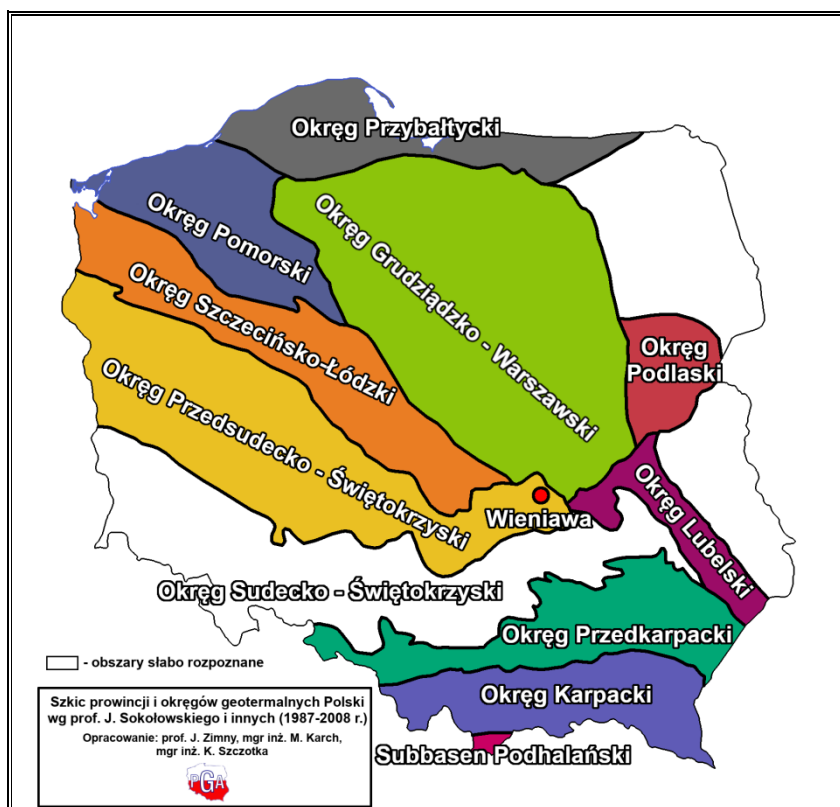 Okręg Przybałtycki
Okręg Pomorski
Okręg Grudziądzko - Warszawski
Okręg Szczecińsko-Łódzki
Okręg
Podlaski
Okręg Przedsudecko - Świętokrzyski
Wieniawa
Okręg Lubelski
Okręg Sudecko - Świętokrzyski
Okręg Przedkarpacki
- obszary słabo rozpoznane
Okręg Karpacki
Szkic prowincji i okręgów geotermalnych Polski
wg prof. J. Sokołowskiego i innych (1987-2008 r.)
Opracowanie: prof. J. Zimny, mgr inż. M. Karch,
mgr inż. K. Szczotka
Subbasen Podhalański
PGA